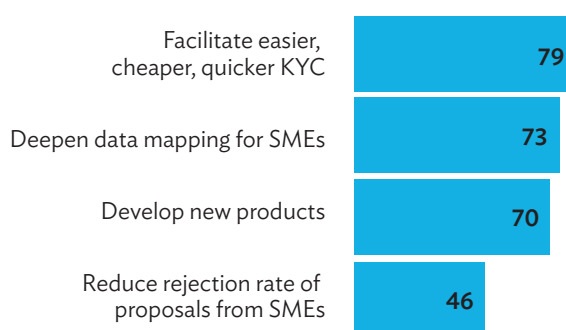 Facilitate easier,
cheaper, quicker KYC
79
Deepen data mapping for SMEs
73
Develop new products
70
Reduce rejection rate of
proposals from SMEs
46